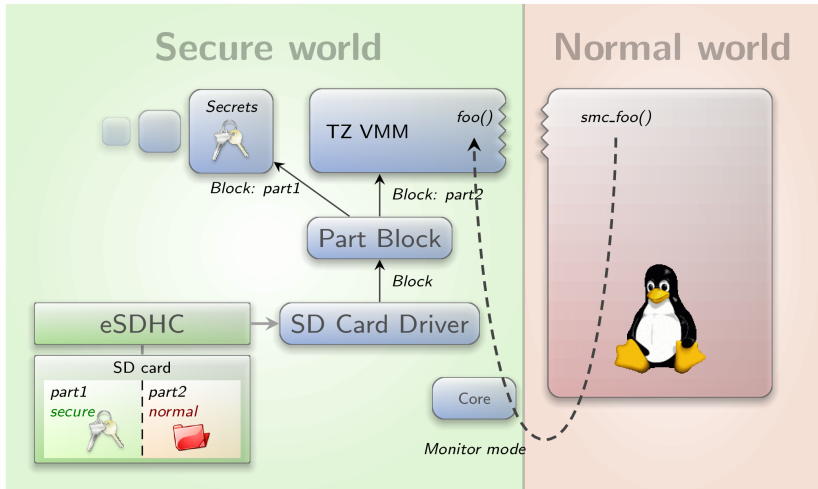 Secure world
Normal world
Secrets
TZ VMM
foo()
smc_foo()
Block: part1
Block: part2
Part Block
Block
eSDHC
SD Card Driver
SD card
part1
secure
part2
normal
Core
Monitor mode